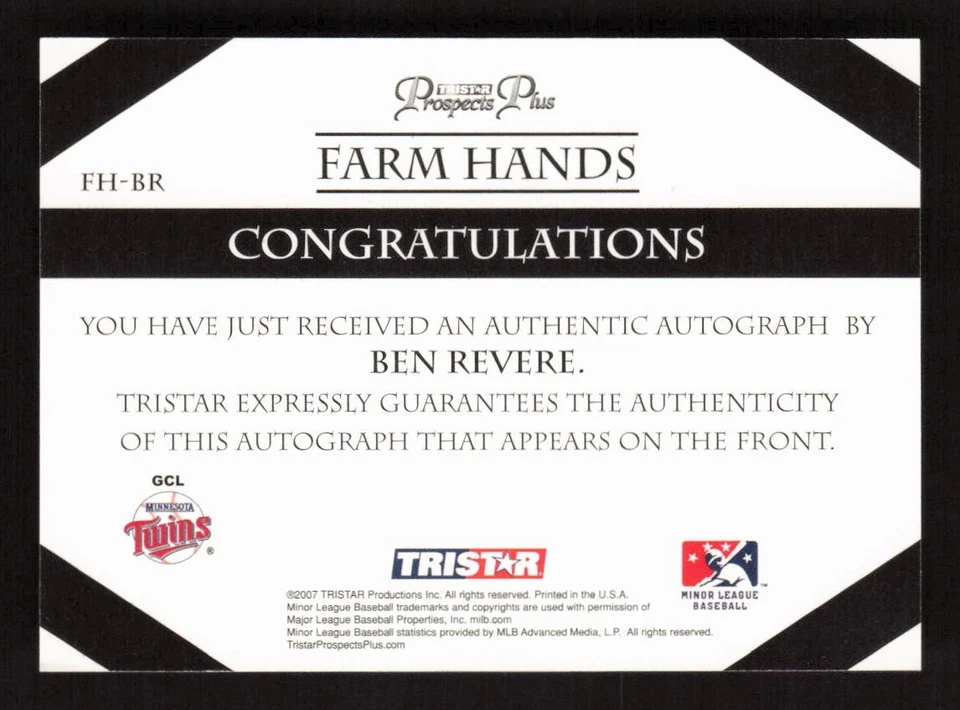 TRISTAR
Prospects Plus
FARM HANDS
FH-BR
CONGRATULATIONS
YOU HAVE JUST RECEIVED AN AUTHENTIC AUTOGRAPH BY
BEN REVERE.
TRISTAR EXPRESSLY GUARANTEES THE AUTHENTICITY
OF THIS AUTOGRAPH THAT APPEARS ON THE FRONT.
GCL
MINNESOTA
Twins
®
TRISTAR
MINOR LEAGUE™
BASEBALL
©2007 TRISTAR Productions Inc. All rights reserved. Printed in the U.S.A.
Minor League Baseball trademarks and copyrights are used with permission of
Major League Baseball Properties, Inc. milb.com
Minor League Baseball statistics provided by MLB Advanced Media, L.P. All rights reserved.
TristarProspectsPlus.com